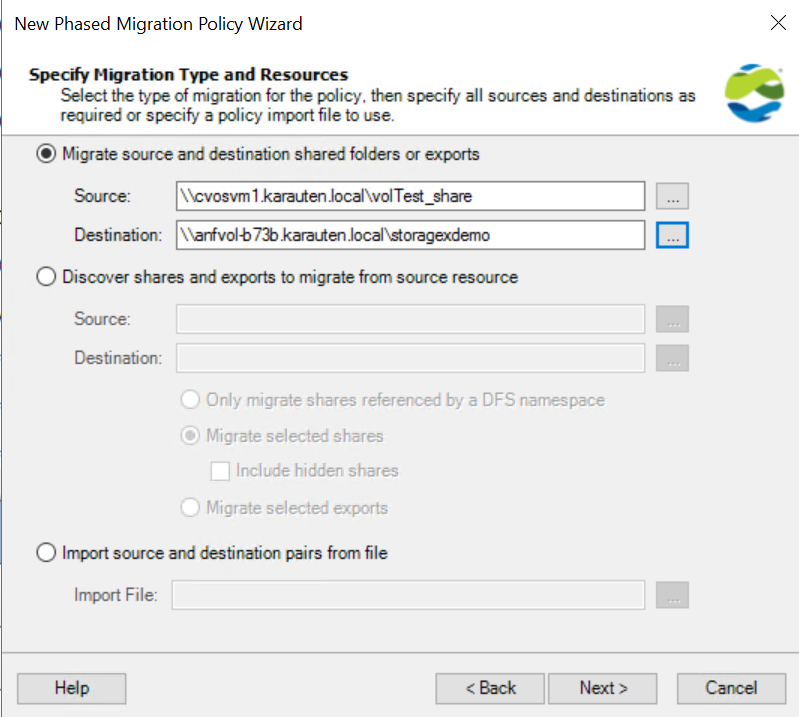 New Phased Migration Policy Wizard
Specify Migration Type and Resources
Select the type of migration for the policy, then specify all sources and destinations as
required or specify a policy import file to use.
Migrate source and destination shared folders or exports
Source: \\cvosvm1.karauten.local\volTest_share ...
Destination: \\anfvol-b73b.karauten.local\storagexdemo ...
Discover shares and exports to migrate from source resource
Source: ...
Destination: ...
Only migrate shares referenced by a DFS namespace
Migrate selected shares
Include hidden shares
Migrate selected exports
Import source and destination pairs from file
Import File: ...
Help < Back Next > Cancel